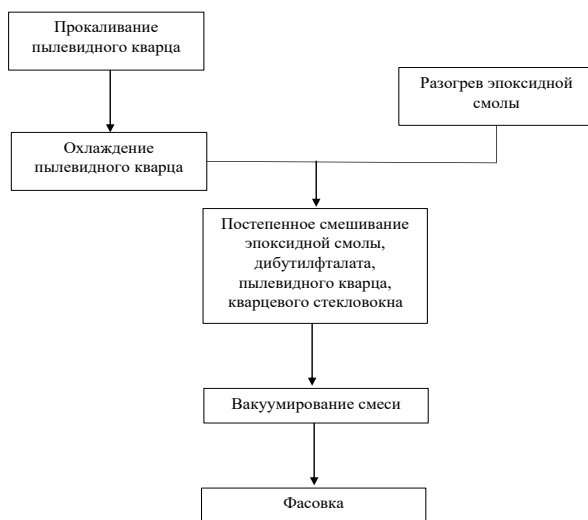 Прокаливание
пылевидного кварца
Разогрев эпоксидной
смолы
Охлаждение
пылевидного кварца
Постепенное смешивание
эпоксидной смолы,
дибутилфталата,
пылевидного кварца,
кварцевого стекловокна
Вакуумирование смеси
Фасовка